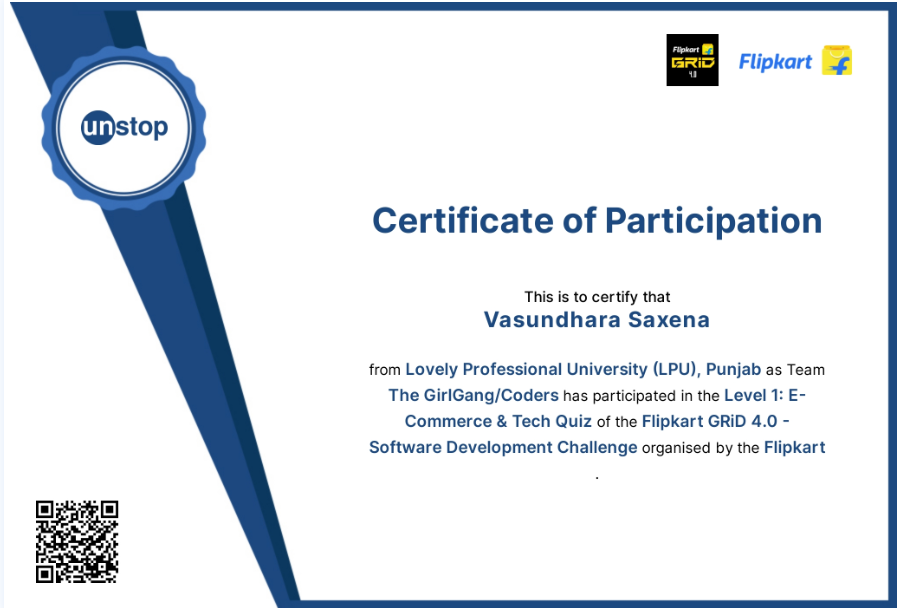 unstop
Flipkart
GRiD
4.0
Flipkart
Certificate of Participation
This is to certify that
Vasundhara Saxena
from Lovely Professional University (LPU), Punjab as Team
The GirlGang/Coders has participated in the Level 1: E-
Commerce & Tech Quiz of the Flipkart GRiD 4.0 -
Software Development Challenge organised by the Flipkart
.